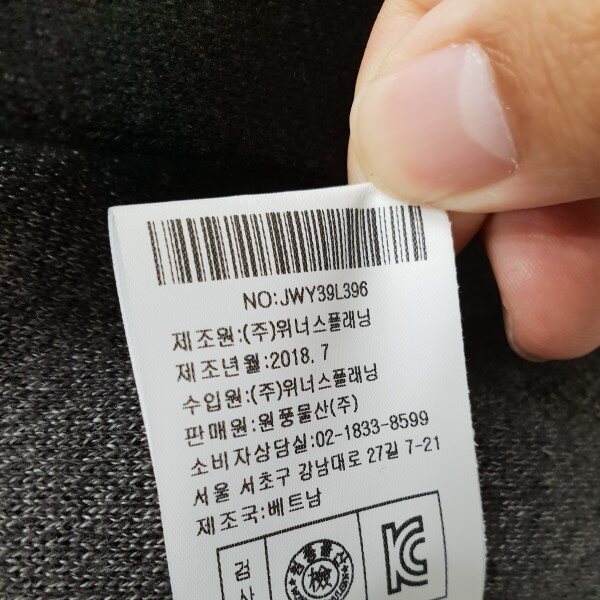 NO:JWY39L396
제조원:(주)위너스플래닝
제조년월:2018. 7
수입원:(주)위너스플래닝
판매원:원풍물산(주)
소비자상담실:02-1833-8599
서울 서초구 강남대로 27길 7-21
제조국:베트남
검
사
檢
KC